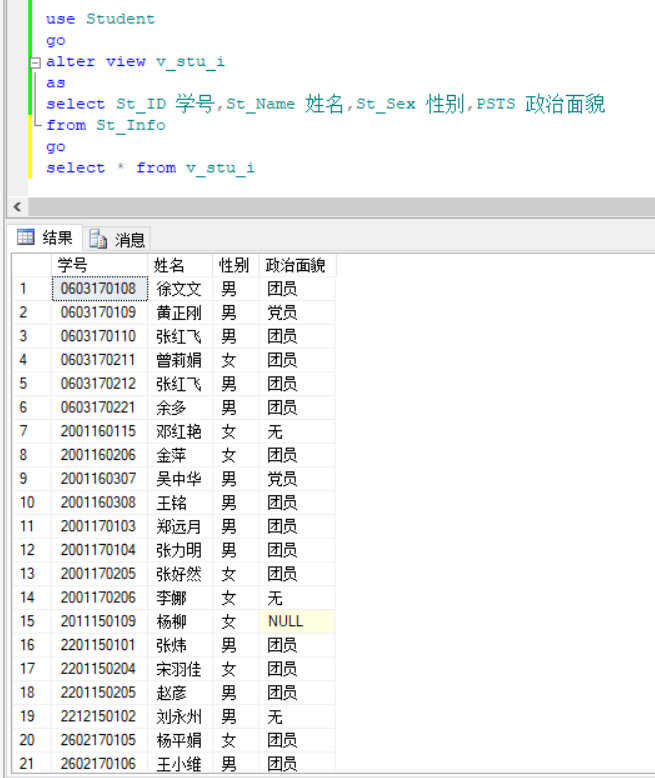 use Student
go
alter view v_stu_i
as
select St_ID 学号,St_Name 姓名,St_Sex 性别,PSTS 政治面貌
from St_Info
go
select * from v_stu_i
结果 消息
学号 姓名 性别 政治面貌
1 0603170108 徐文文 男 团员
2 0603170109 黄正刚 男 党员
3 0603170110 张红飞 男 团员
4 0603170211 曾莉娟 女 团员
5 0603170212 张红飞 男 团员
6 0603170221 余多 男 团员
7 2001160115 邓红艳 女 无
8 2001160206 金萍 女 团员
9 2001160307 吴中华 男 党员
10 2001160308 王铭 男 团员
11 2001170103 郑远月 男 团员
12 2001170104 张力明 男 团员
13 2001170205 张好然 女 团员
14 2001170206 李娜 女 无
15 2011150109 杨柳 女 NULL
16 2201150101 张炜 男 团员
17 2201150204 宋羽佳 女 团员
18 2201150205 赵彦 男 团员
19 2212150102 刘永州 男 无
20 2602170105 杨平娟 女 团员
21 2602170106 王小维 男 团员